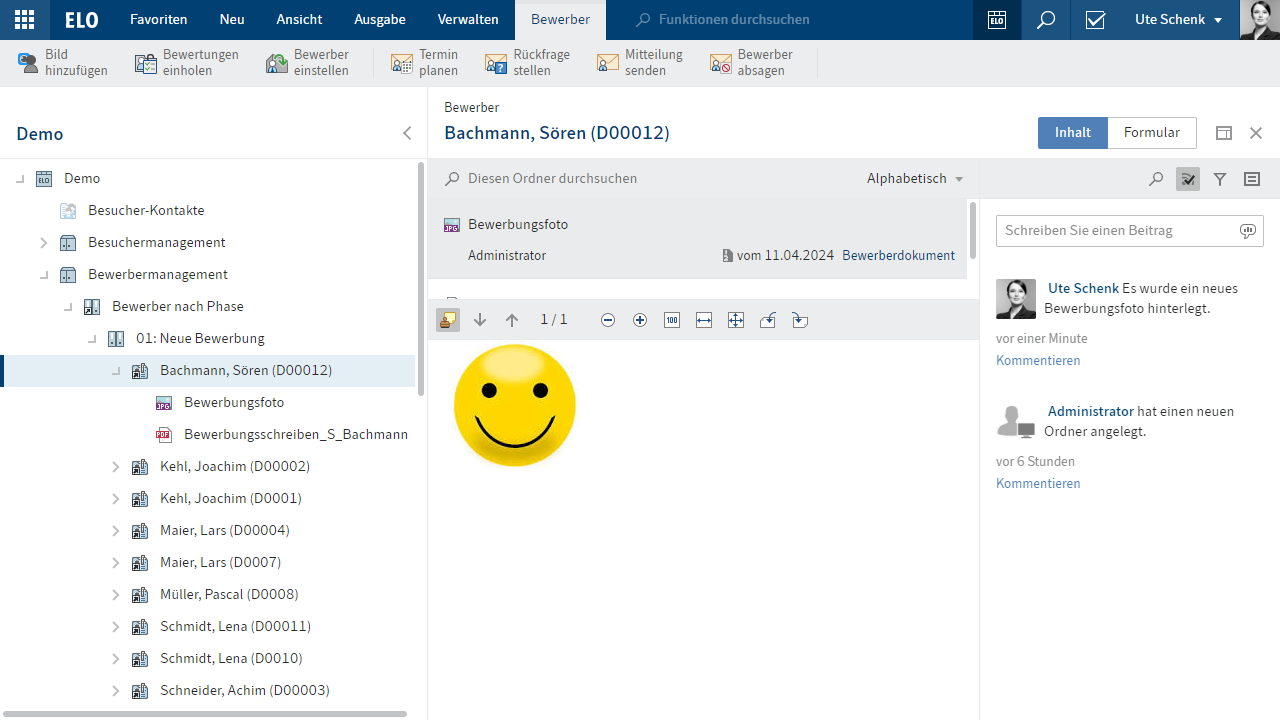 ELO Favoriten Neu Ansicht Ausgabe Verwalten Bewerber Funktionen durchsuchen ELO Ute Schenk
Bild hinzufügen
Bewertungen einholen
Bewerber einstellen
Termin planen
Rückfrage stellen
Mitteilung senden
Bewerber absagen
Demo
Demo
Besucher-Kontakte
Besuchermanagement
Bewerbermanagement
Bewerber nach Phase
01: Neue Bewerbung
Bachmann, Sören (D00012)
Bewerbungsfoto
Bewerbungsschreiben_S_Bachmann
Kehl, Joachim (D00002)
Kehl, Joachim (D0001)
Maier, Lars (D00004)
Maier, Lars (D0007)
Müller, Pascal (D0008)
Schmidt, Lena (D00011)
Schmidt, Lena (D0010)
Schneider, Achim (D00003)
Bewerber
Bachmann, Sören (D00012)
Inhalt Formular
Diesen Ordner durchsuchen Alphabetisch
JPG Bewerbungsfoto
Administrator vom 11.04.2024 Bewerberdokument
1 / 1 100
Schreiben Sie einen Beitrag
Ute Schenk Es wurde ein neues
Bewerbungsfoto hinterlegt.
vor einer Minute
Kommentieren
Administrator hat einen neuen
Ordner angelegt.
vor 6 Stunden
Kommentieren